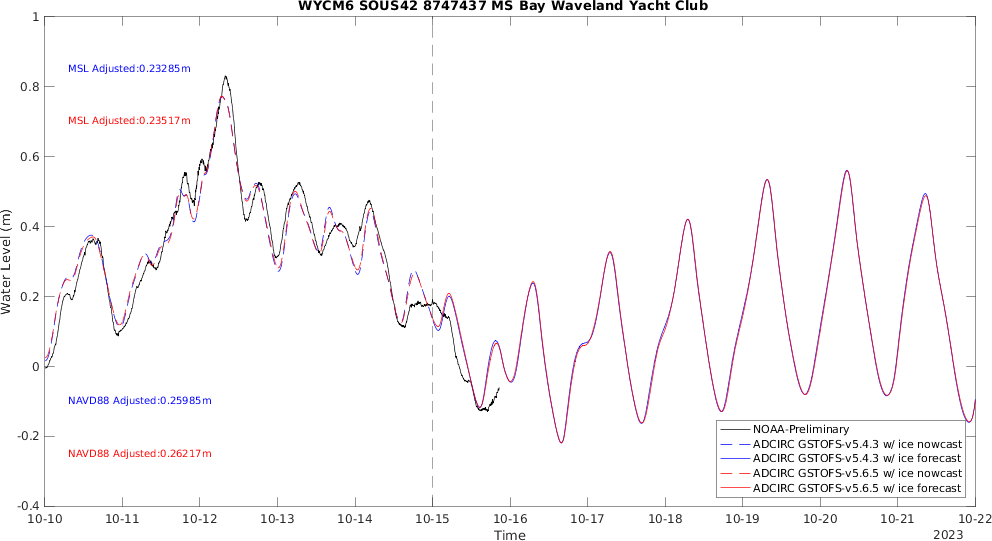 WYCM6 SOUS42 8747437 MS Bay Waveland Yacht Club
1
0.8
0.6
0.4
0.2
0
-0.2
-0.4
Water Level (m)
MSL Adjusted:0.23285m
MSL Adjusted:0.23517m
NAVD88 Adjusted:0.25985m
NAVD88 Adjusted:0.26217m
NOAA-Preliminary
ADCIRC GSTOFS-v5.4.3 w/ ice nowcast
ADCIRC GSTOFS-v5.4.3 w/ ice forecast
ADCIRC GSTOFS-v5.6.5 w/ ice nowcast
ADCIRC GSTOFS-v5.6.5 w/ ice forecast
10-10 10-11 10-12 10-13 10-14 10-15 10-16 10-17 10-18 10-19 10-20 10-21 10-22
Time
2023